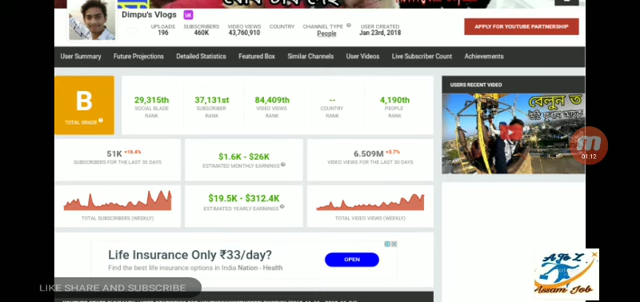 Dimpu's Vlogs
UPLOADS SUBSCRIBERS VIDEO VIEWS COUNTRY CHANNEL TYPE USER CREATED
196 460K 43,760,910 People Jan 23rd, 2018
APPLY FOR YOUTUBE PARTNERSHIP
User Summary Future Projections Detailed Statistics Featured Box Similar Channels User Videos Live Subscriber Count Achievements
B
TOTAL GRADE
29,315th 37,131st 84,409th -- 4,190th
SOCIAL BLADE SUBSCRIBER VIDEO VIEWS COUNTRY PEOPLE
RANK RANK RANK RANK RANK
USERS RECENT VIDEO
বেলুন ত
51K +18.4%
SUBSCRIBERS FOR THE LAST 30 DAYS
$1.6K - $26K
ESTIMATED MONTHLY EARNINGS
6.509M +3.7%
VIDEO VIEWS FOR THE LAST 30 DAYS
1:12
TOTAL SUBSCRIBERS (WEEKLY)
$19.5K - $312.4K
ESTIMATED YEARLY EARNINGS
TOTAL VIDEO VIEWS (WEEKLY)
Life Insurance Only ₹33/day?
Find the best life insurance options in India Nation - Health
OPEN
LIKE SHARE AND SUBSCRIBE
A To Z
Assam Job